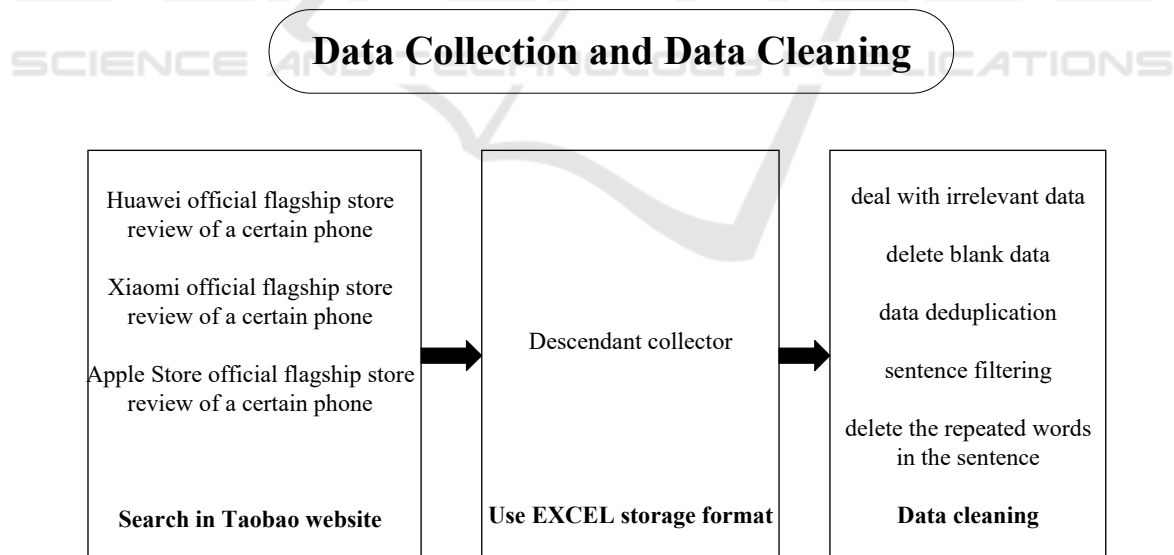 SCIENCE AND TECHNOLOGY PUBLICATIONS
Data Collection and Data Cleaning
Huawei official flagship store
review of a certain phone
Xiaomi official flagship store
review of a certain phone
Apple Store official flagship store
review of a certain phone
Search in Taobao website
Descendant collector
Use EXCEL storage format
deal with irrelevant data
delete blank data
data deduplication
sentence filtering
delete the repeated words
in the sentence
Data cleaning